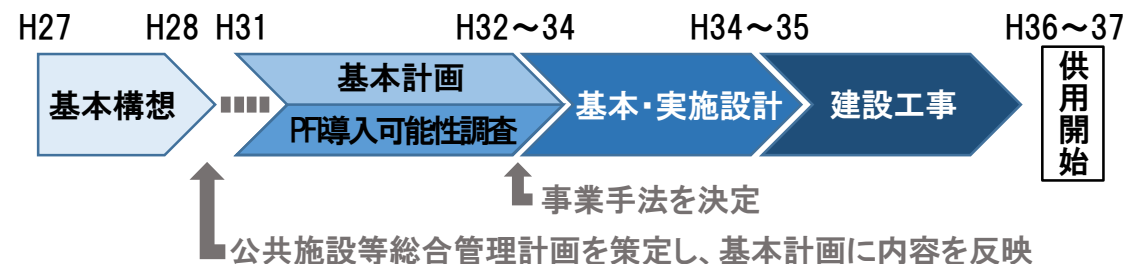 H27 H28 H31 H32～34 H34～35 H36～37
基本構想
基本計画
PFI導入可能性調査
基本・実施設計
建設工事
供用開始
事業手法を決定
公共施設等総合管理計画を策定し、基本計画に内容を反映